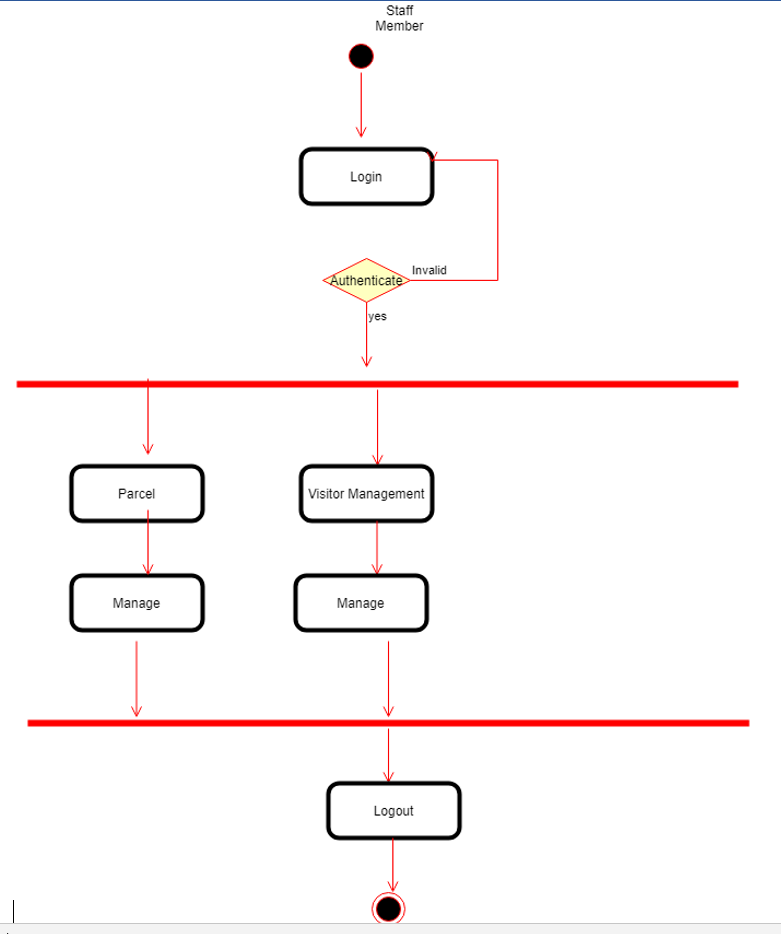 Staff
Member
Login
Invalid
Authenticate
yes
Parcel
Visitor Management
Manage
Manage
Logout